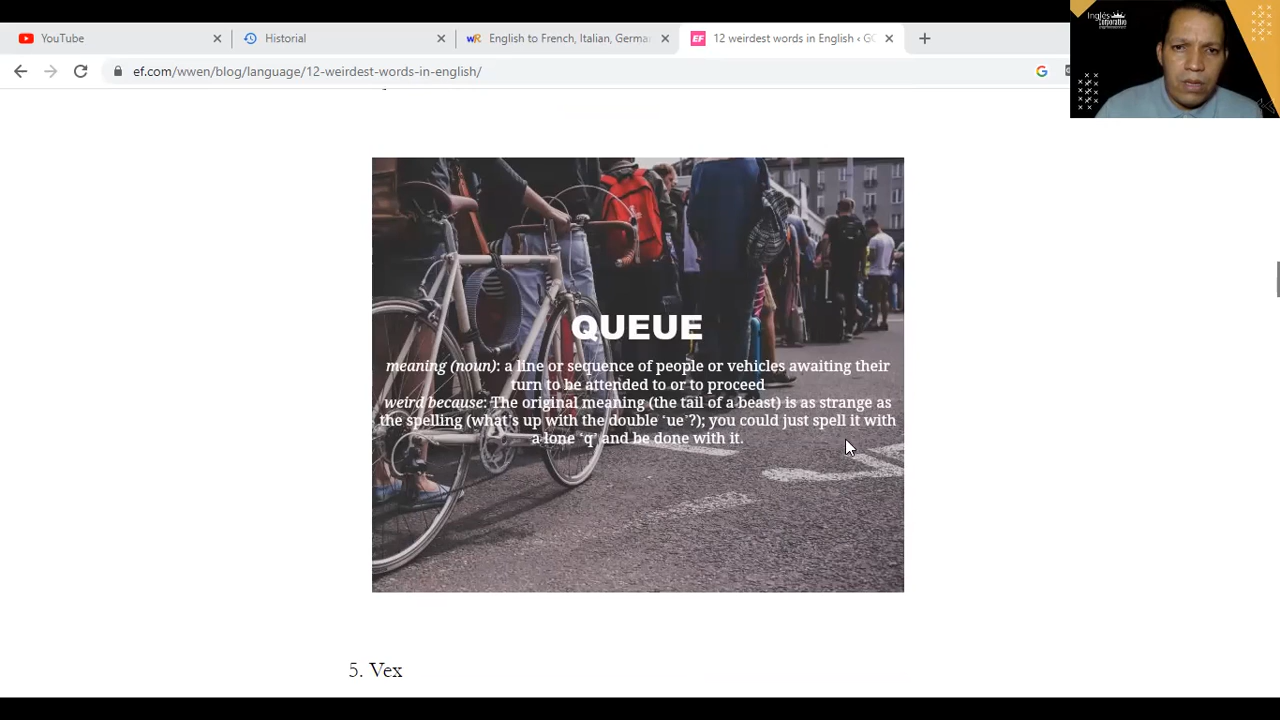 YouTube
Historial
English to French, Italian, Germa
12 weirdest words in English ‹ GO
ef.com/wwen/blog/language/12-weirdest-words-in-english/
Inglés
Corporativo
QUEUE
meaning (noun): a line or sequence of people or vehicles awaiting their
turn to be attended to or to proceed
weird because: The original meaning (the tail of a beast) is as strange as
the spelling (what’s up with the double ‘ue’?); you could just spell it with
a lone ‘q’ and be done with it.
5. Vex